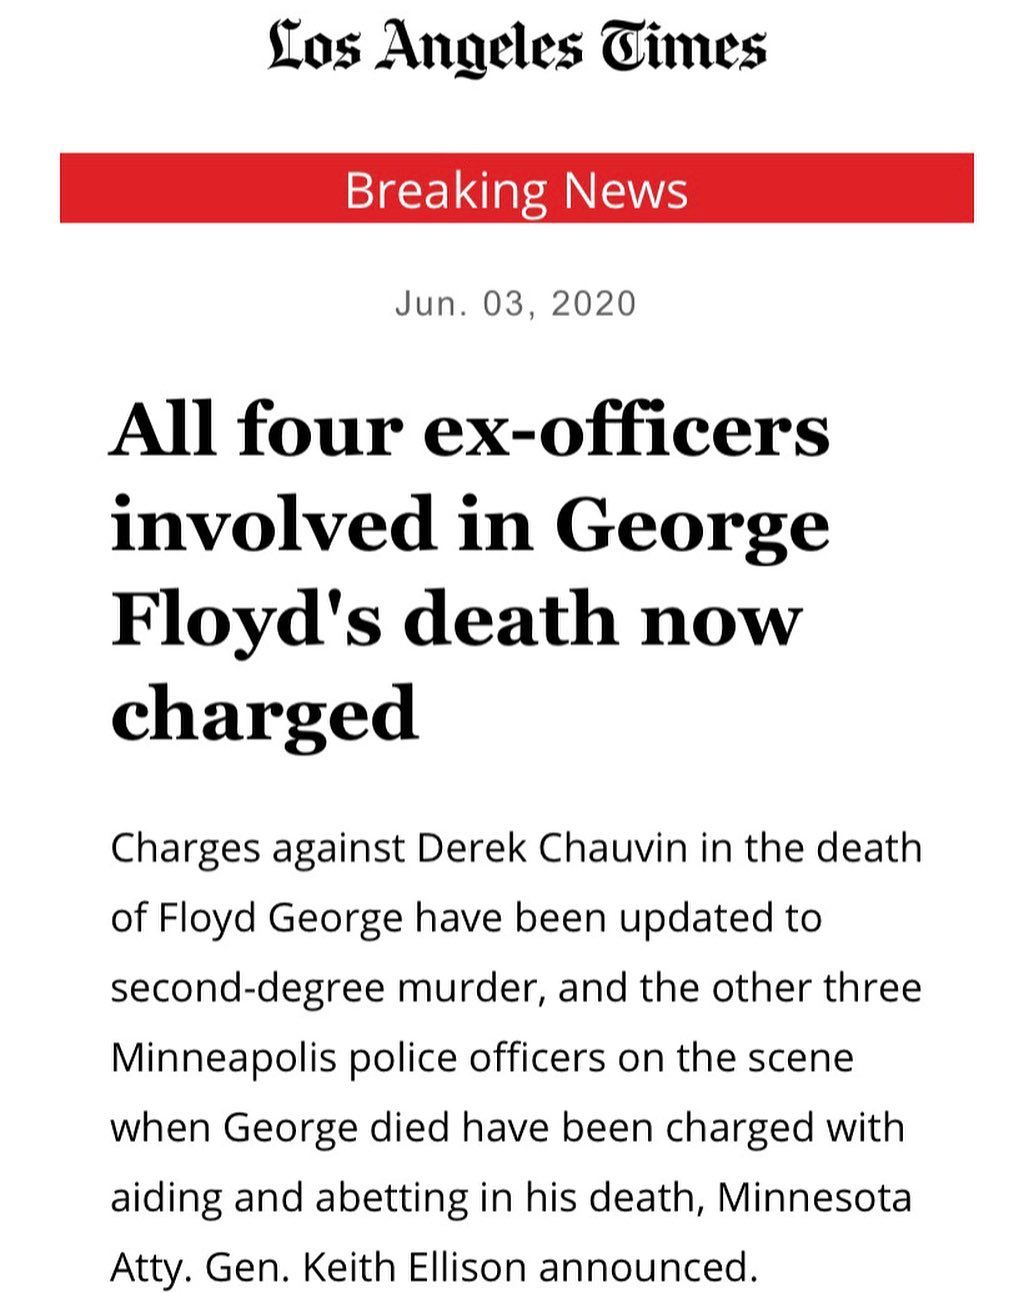 Los Angeles Times
Breaking News
Jun. 03, 2020
All four ex-officers
involved in George
Floyd's death now
charged
Charges against Derek Chauvin in the death
of Floyd George have been updated to
second-degree murder, and the other three
Minneapolis police officers on the scene
when George died have been charged with
aiding and abetting in his death, Minnesota
Atty. Gen. Keith Ellison announced.